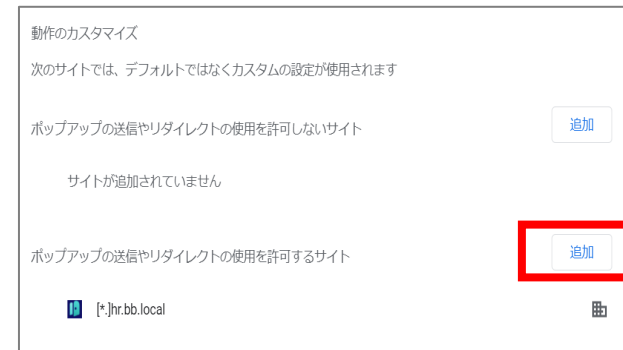 動作のカスタマイズ
次のサイトでは、デフォルトではなくカスタムの設定が使用されます
ポップアップの送信やリダイレクトの使用を許可しないサイト
追加
サイトが追加されていません
ポップアップの送信やリダイレクトの使用を許可するサイト
追加
[*.]hr.bb.local